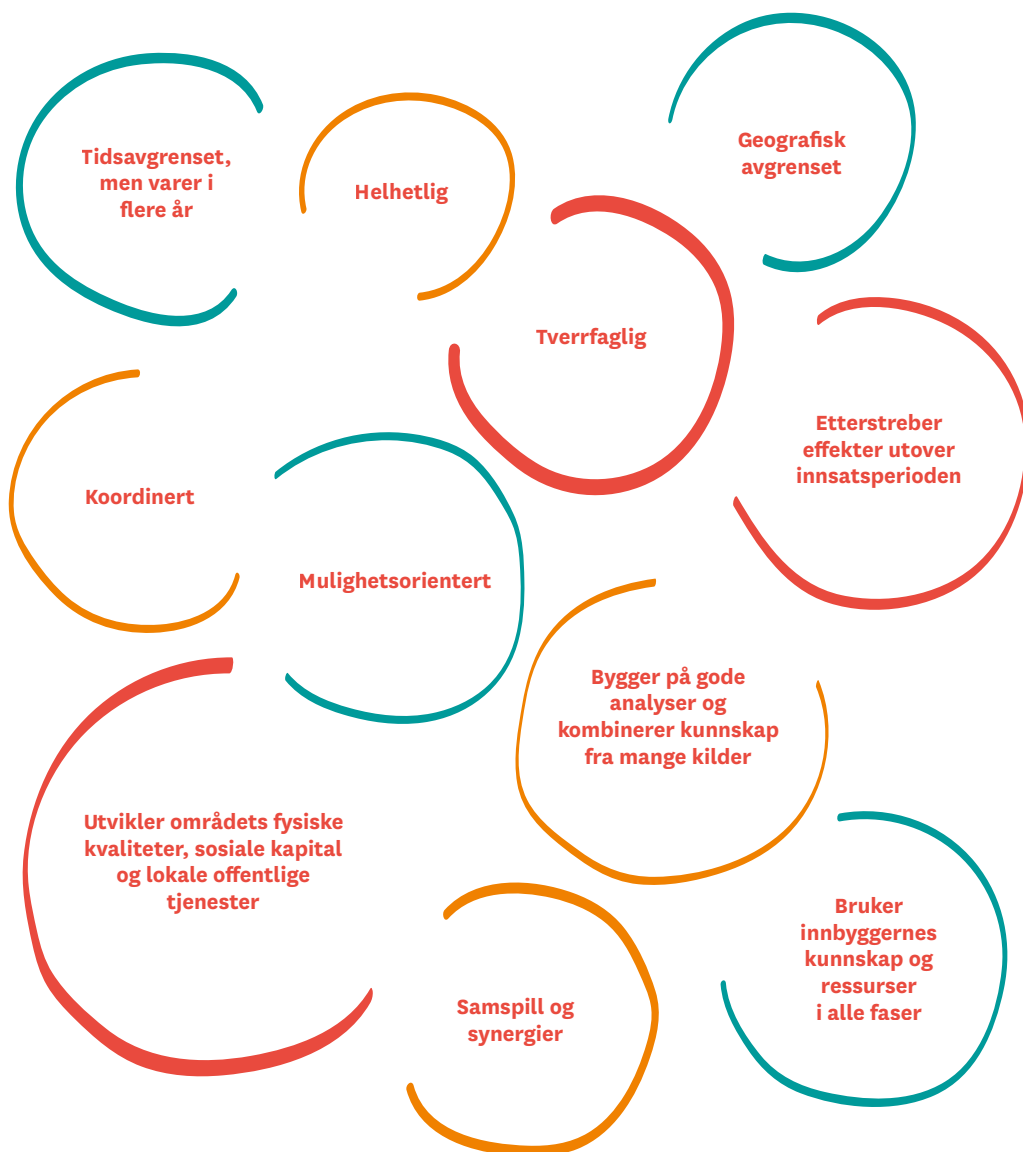 Tidsavgrenset,
men varer i
flere år
Helhetlig
Geografisk
avgrenset
Tverrfaglig
Etterstreber
effekter utover
innsatsperioden
Koordinert
Mulighetsorientert
Bygger på gode
analyser og
kombinerer kunnskap
fra mange kilder
Utvikler områdets fysiske
kvaliteter, sosiale kapital
og lokale offentlige
tjenester
Bruker
innbyggernes
kunnskap og
ressurser
i alle faser
Samspill og
synergier